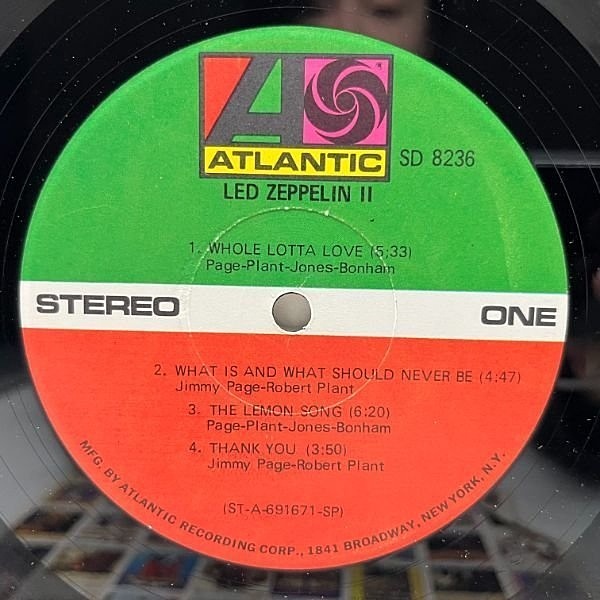 ATLANTIC
SD 8236
LED ZEPPELIN II
1. WHOLE LOTTA LOVE (5:33)
Page-Plant-Jones-Bonham
STEREO
ONE
2. WHAT IS AND WHAT SHOULD NEVER BE (4:47)
Jimmy Page-Robert Plant
3. THE LEMON SONG (6:20)
Page-Plant-Jones-Bonham
4. THANK YOU (3:50)
Jimmy Page-Robert Plant
(ST-A-691671-SP)
MFG. BY ATLANTIC RECORDING CORP., 1841 BROADWAY, NEW YORK, N.Y.